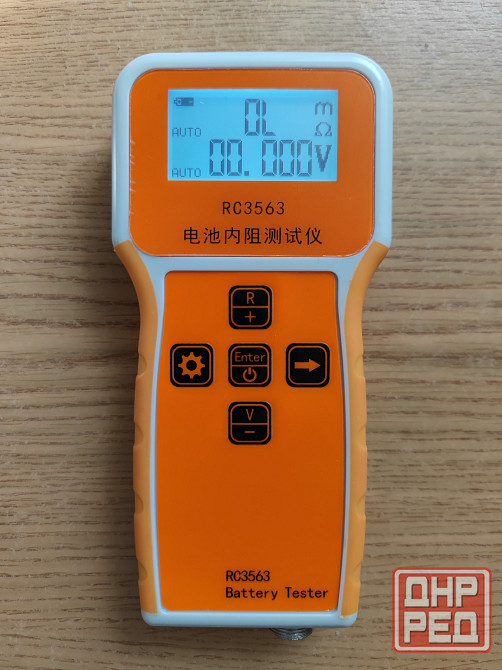 0L mΩ
AUTO
00.000V
AUTO
RC3563
电池内阻测试仪
R
+
Enter
V
-
RC3563
Battery Tester
ДНР
РЕД